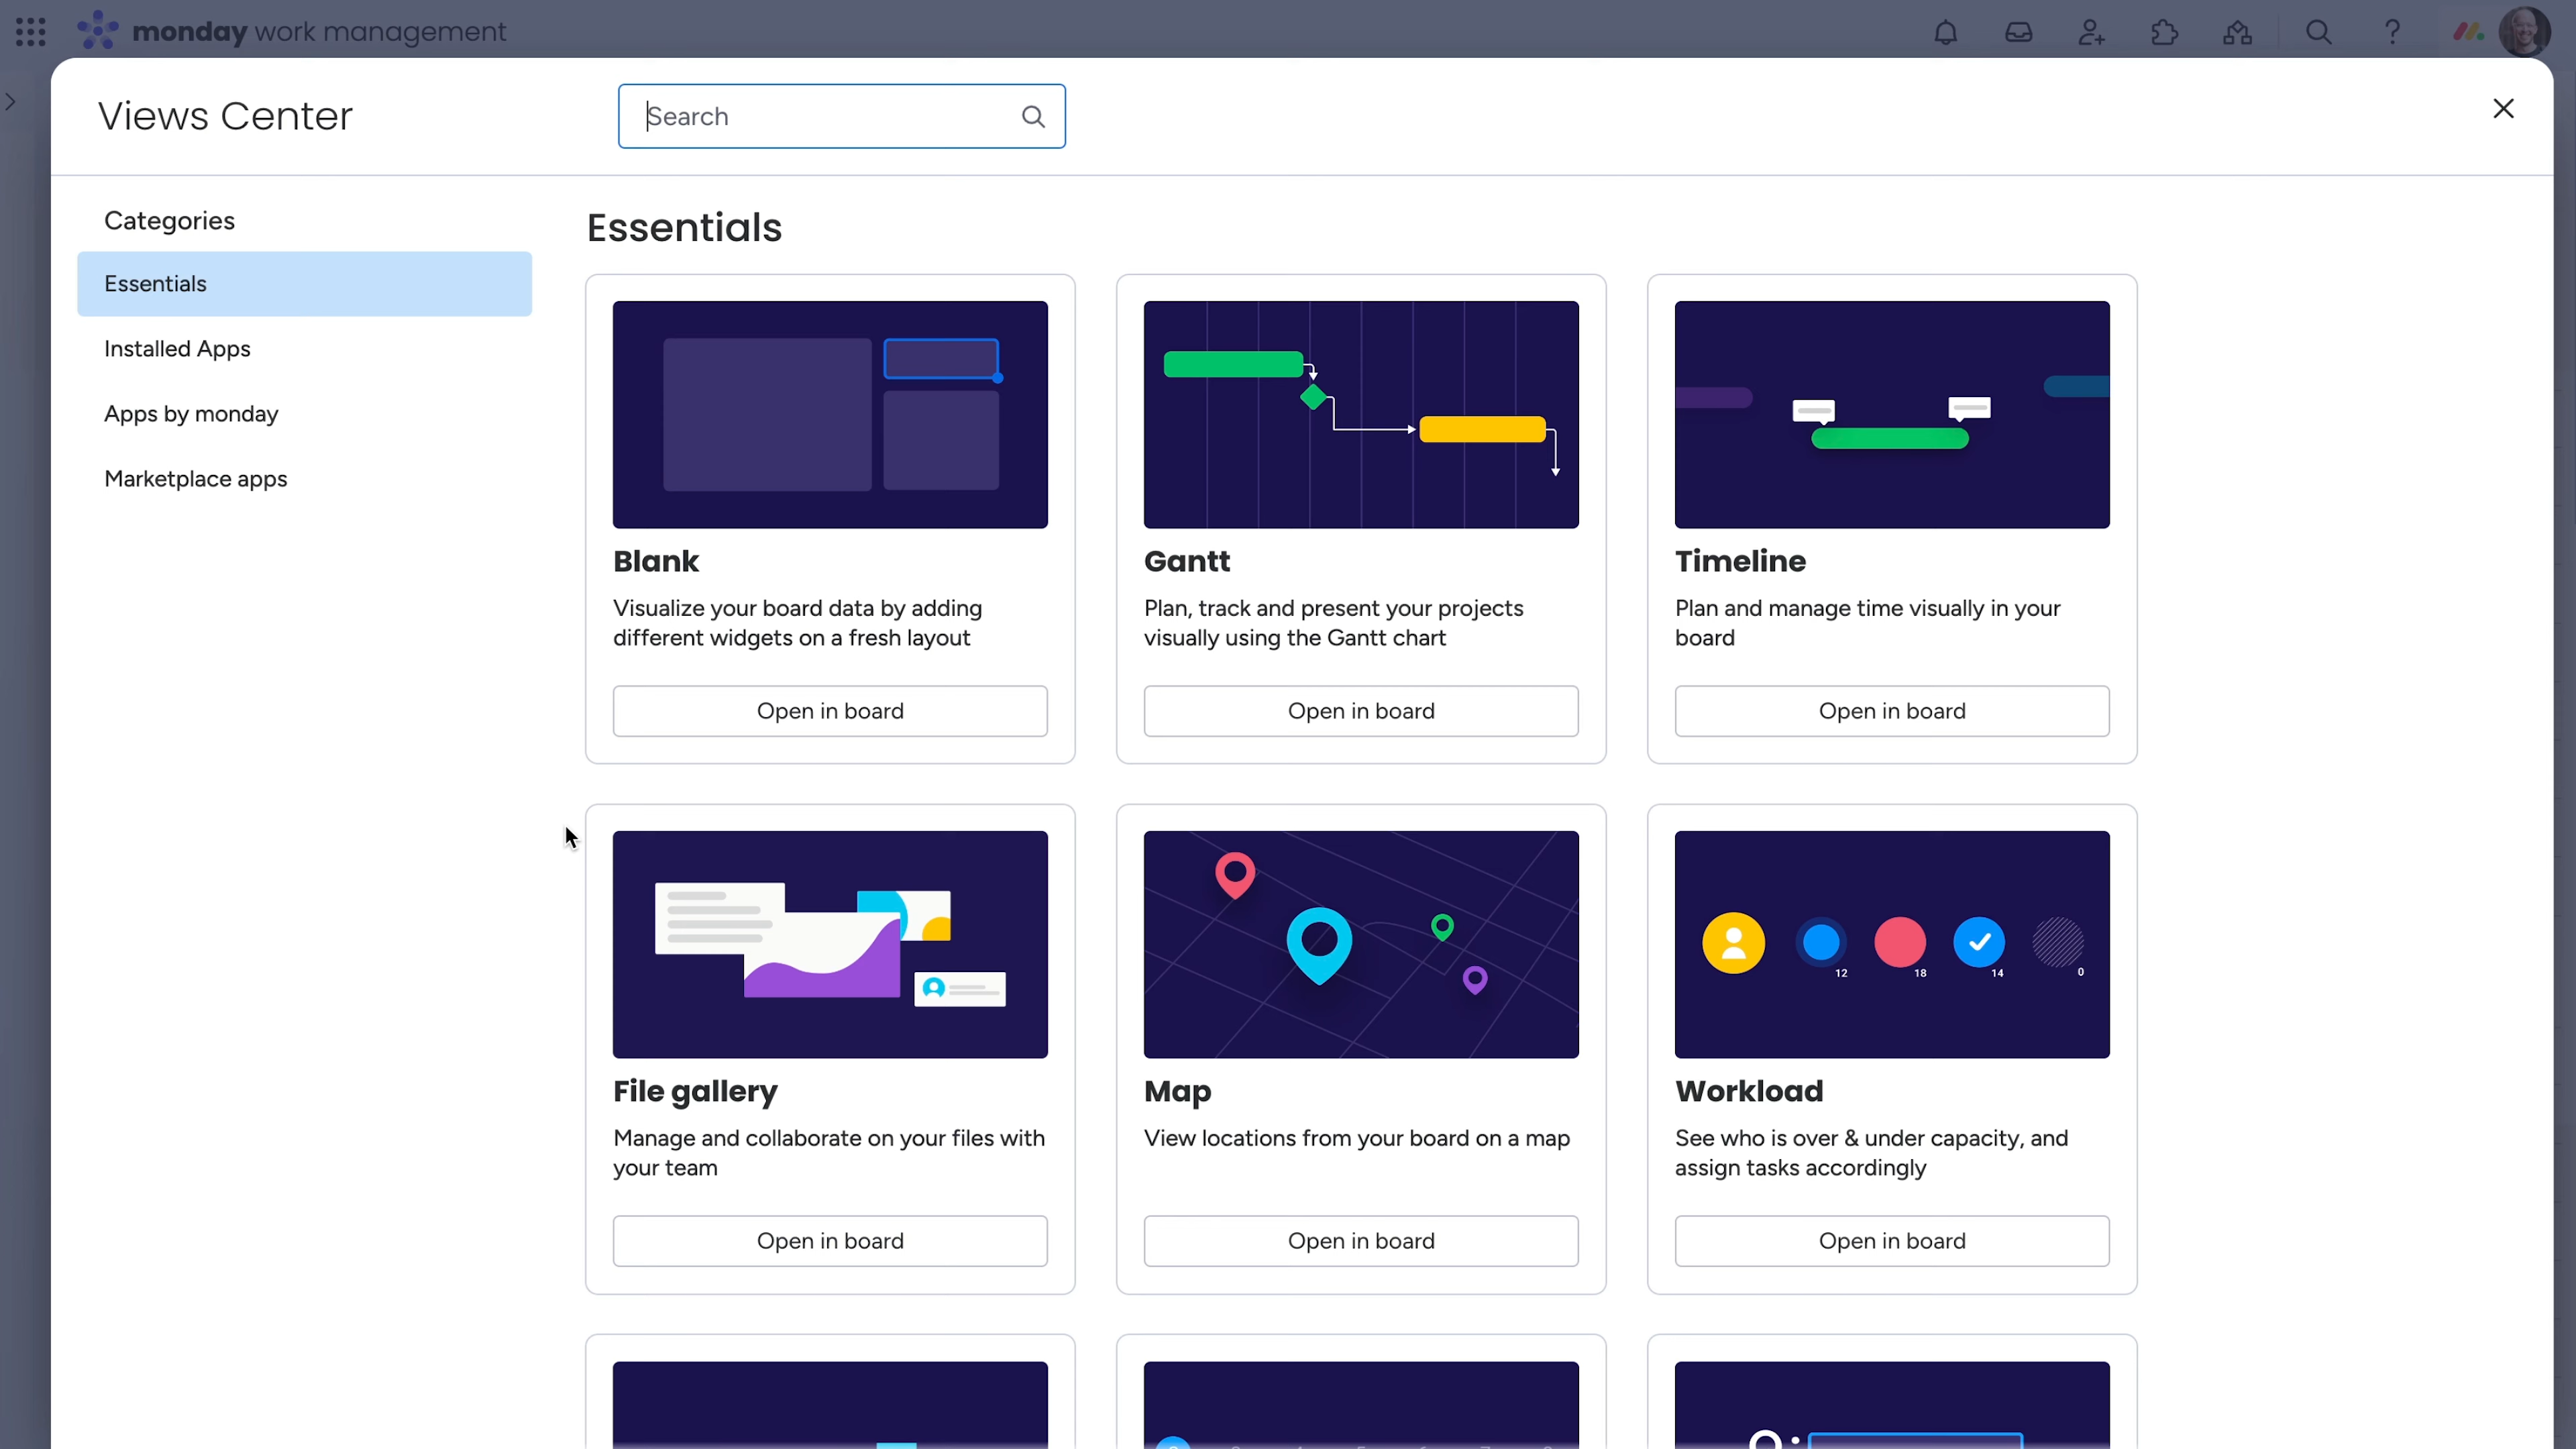 monday work management
Views Center
Search
Categories
Essentials
Installed Apps
Apps by monday
Marketplace apps
Essentials
Blank
Visualize your board data by adding
different widgets on a fresh layout
Open in board
Gantt
Plan, track and present your projects
visually using the Gantt chart
Open in board
Timeline
Plan and manage time visually in your
board
Open in board
File gallery
Manage and collaborate on your files with
your team
Open in board
Map
View locations from your board on a map
Open in board
12 18 14 0
Workload
See who is over & under capacity, and
assign tasks accordingly
Open in board